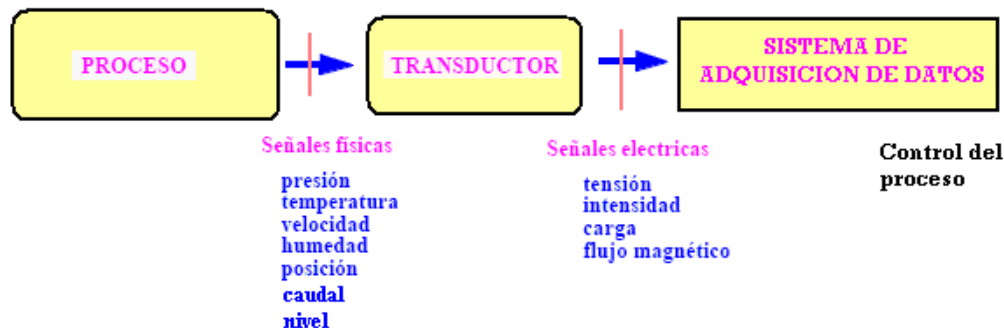 PROCESO
TRANSDUCTOR
SISTEMA DE
ADQUISICION DE DATOS
Señales físicas
presión
temperatura
velocidad
humedad
posición
caudal
nivel
Señales electricas
tensión
intensidad
carga
flujo magnético
Control del
proceso